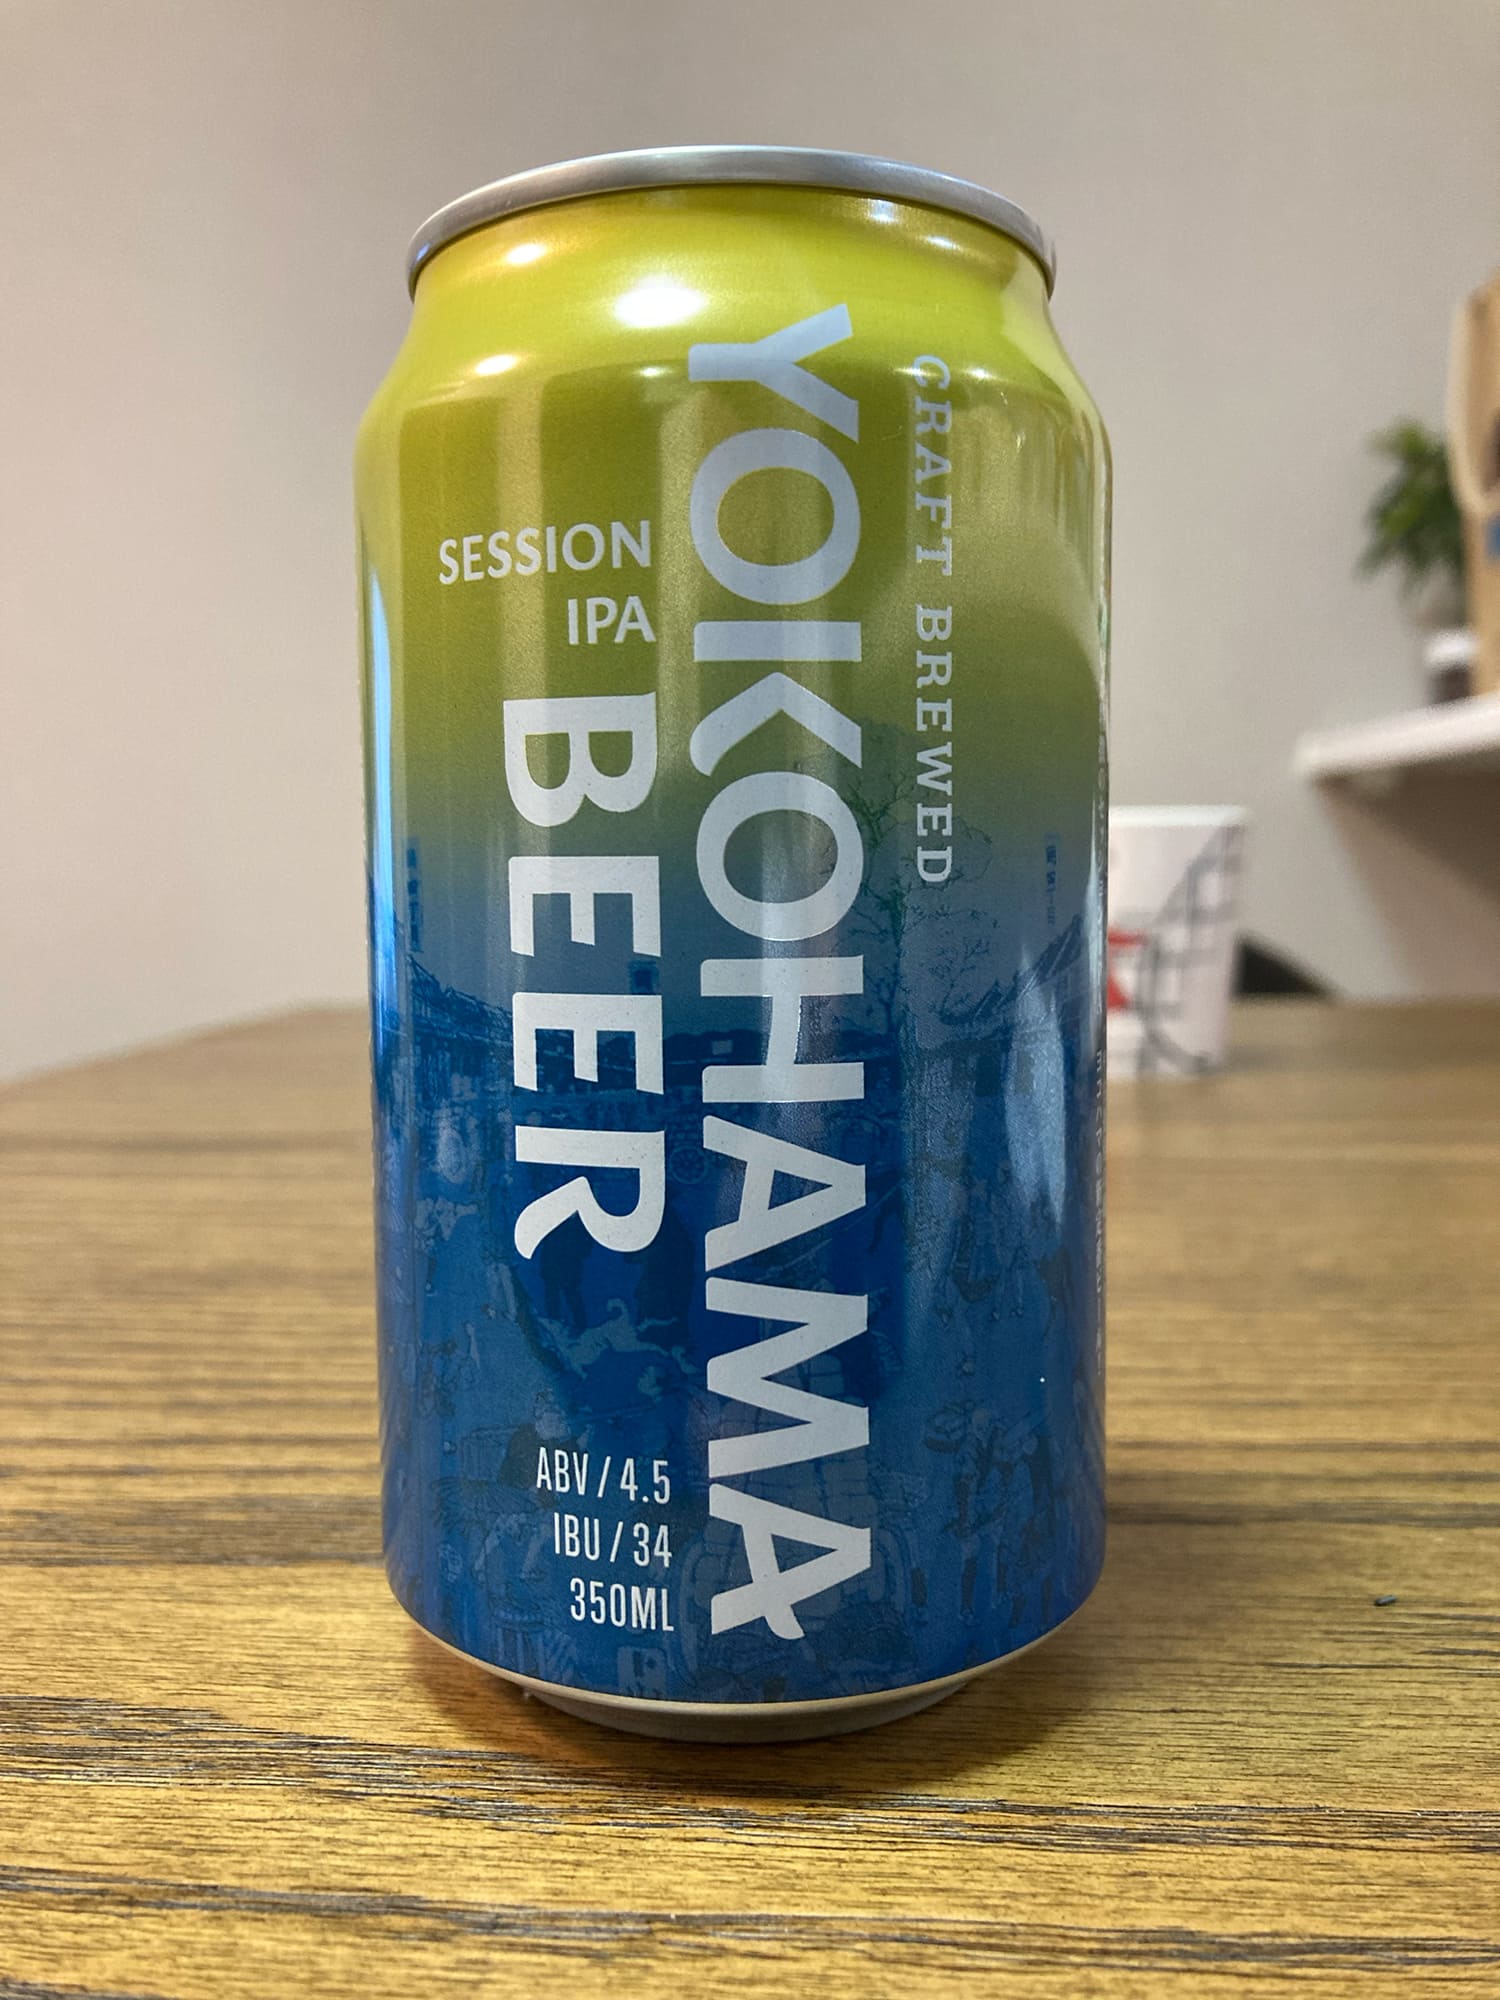 CRAFT BREWED
YOKOHAMA
BEER
SESSION
IPA
ABV / 4.5
IBU / 34
350ML